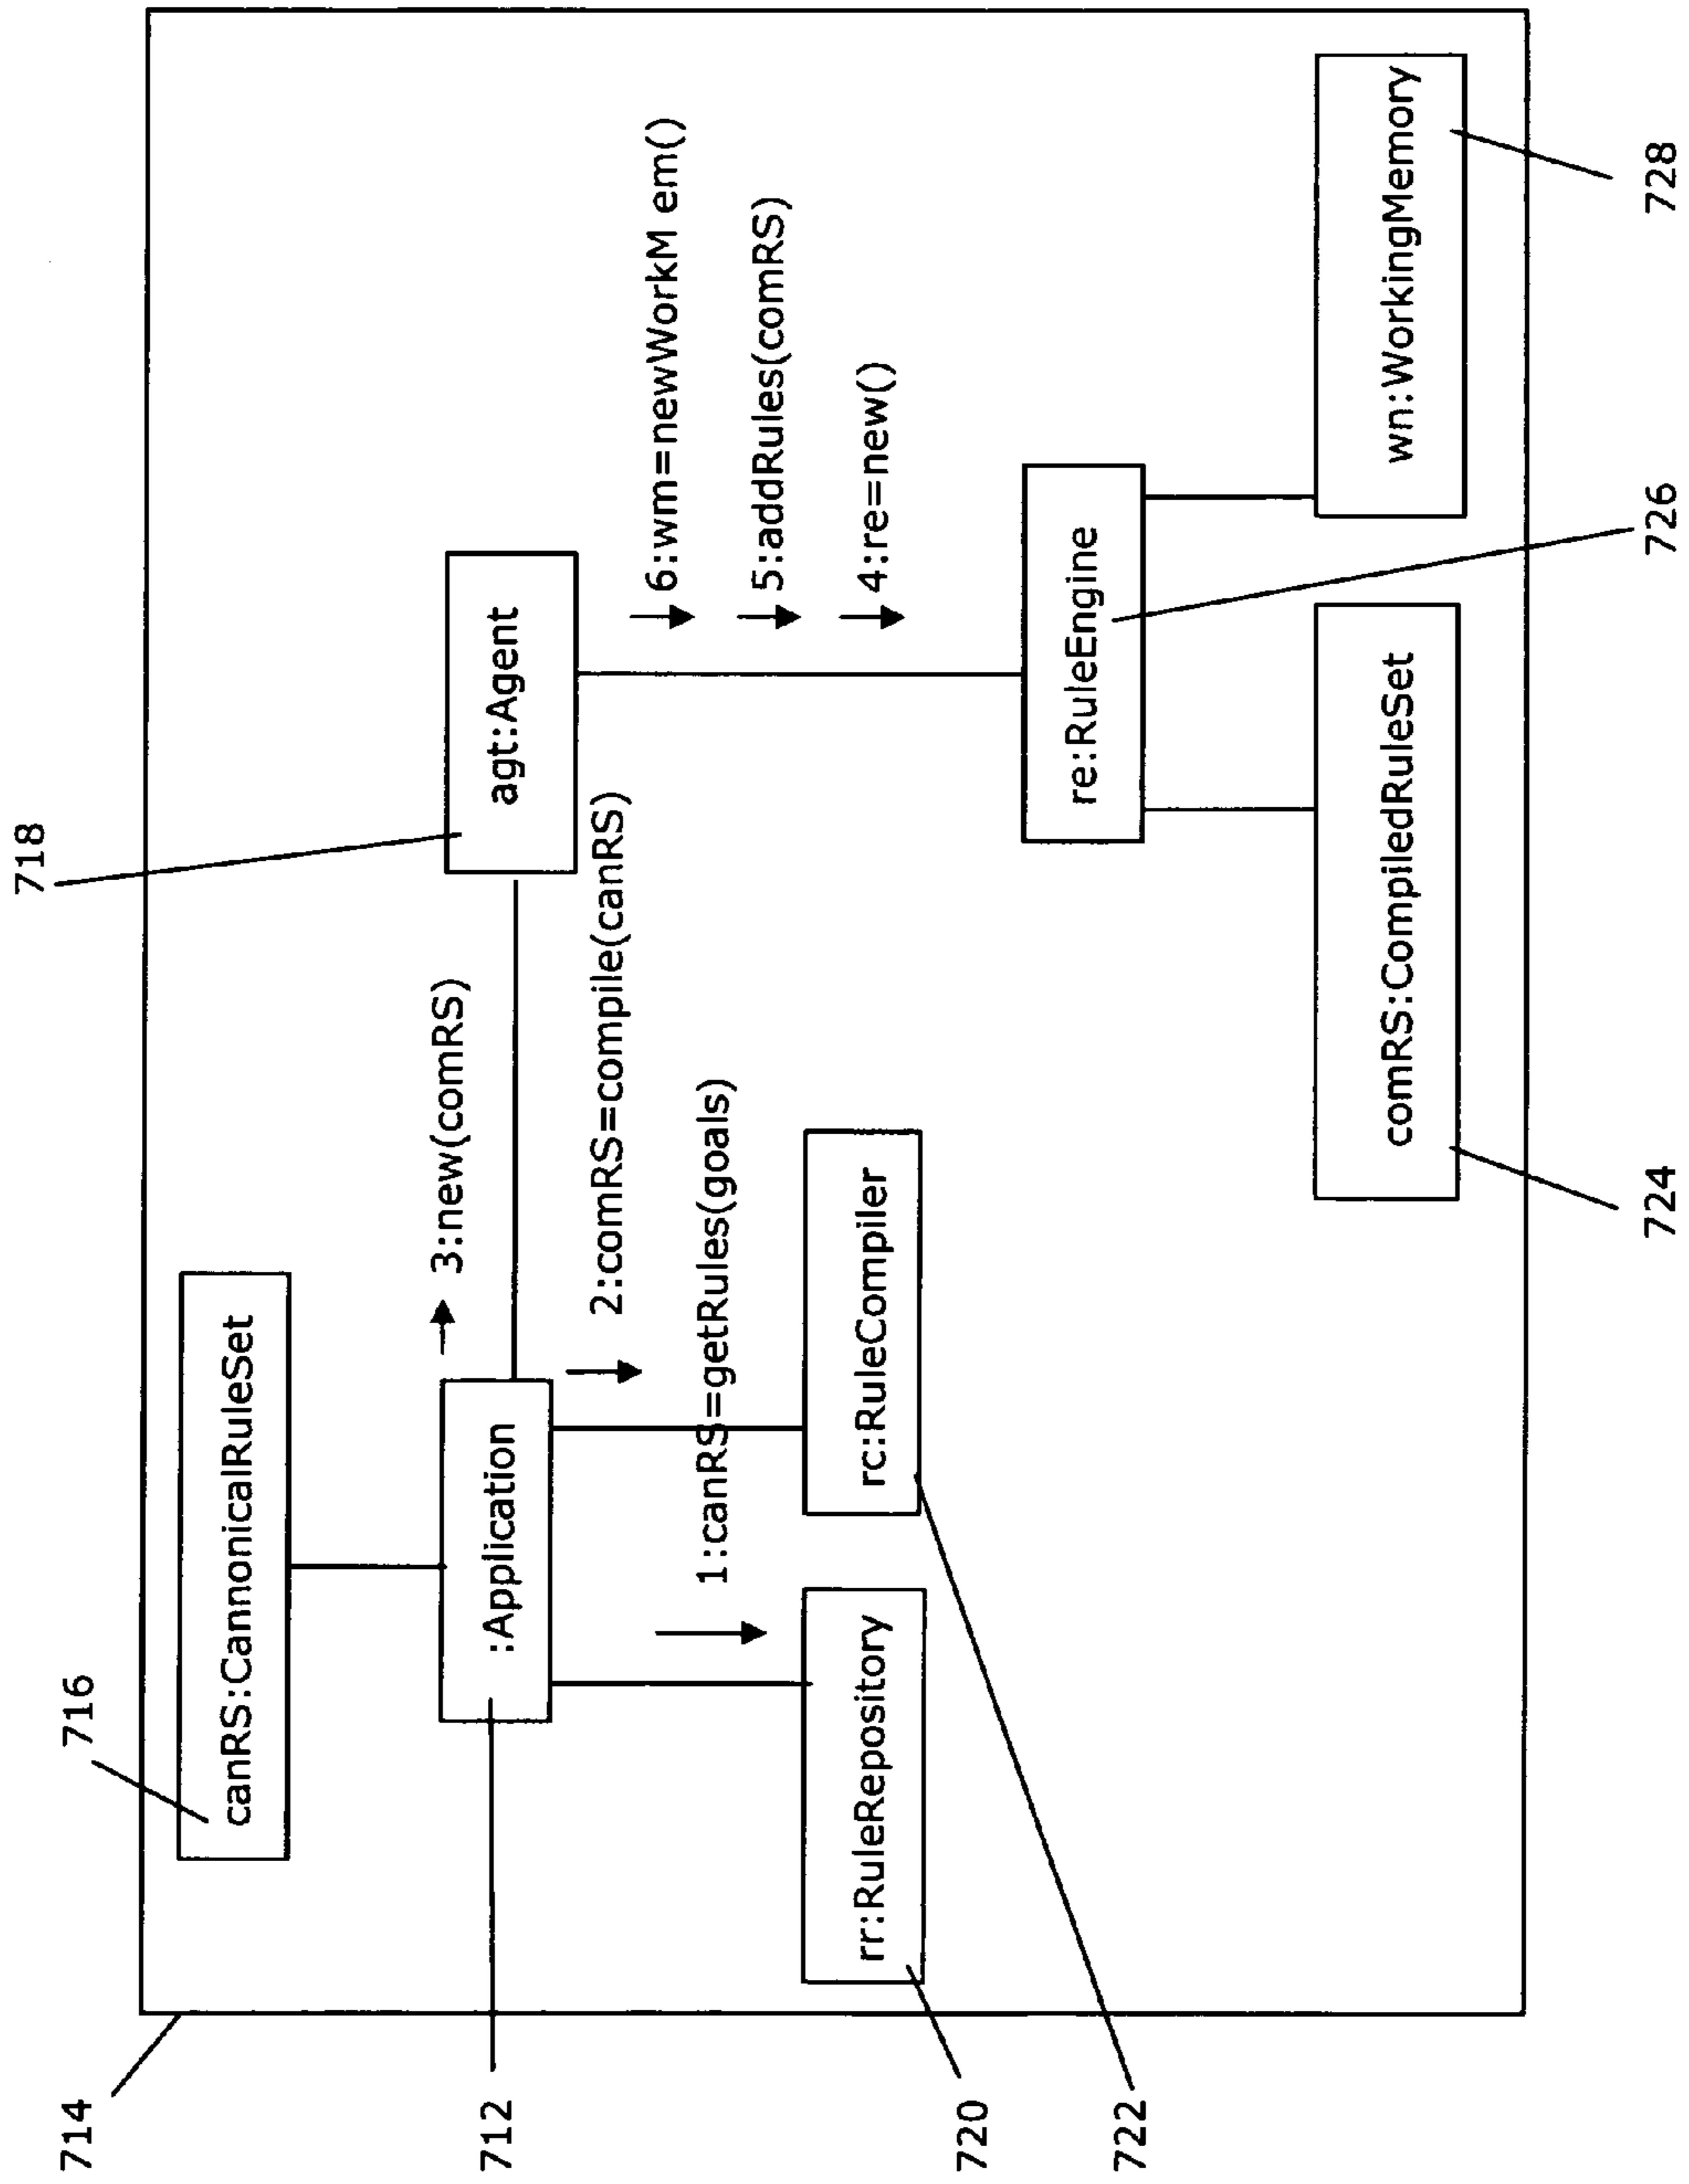 718
716
714
canRS:CannonicalRuleSet
3:new(comRS)
:Application
agt:Agent
712
2:comRS=compile(canRS)
6:wm=newWorkM em()
1:canRS=getRules(goals)
5:addRules(comRS)
rr:RuleRepository
rc:RuleCompiler
4:re=new()
720
re:RuleEngine
722
comRS:CompiledRuleSet
wn:WorkingMemory
724
726
728